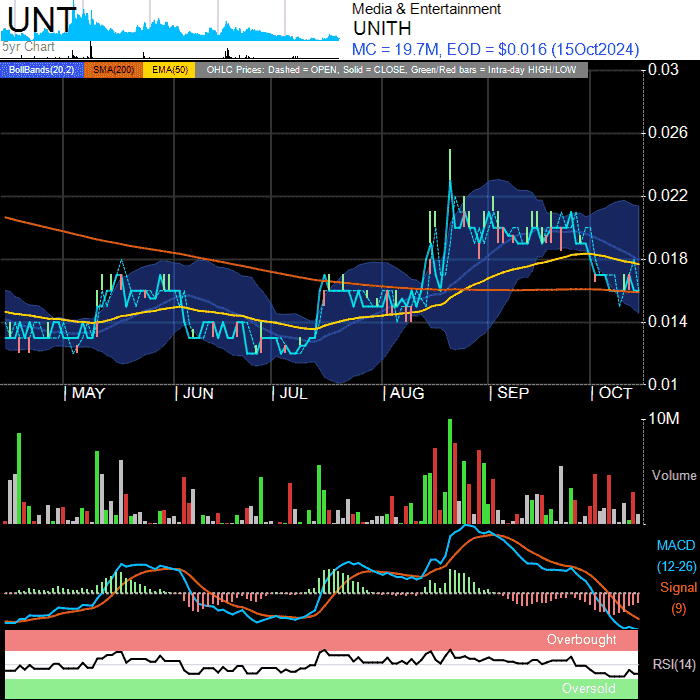 UNT
5yr Chart
Media & Entertainment
UNITH
MC = 19.7M, EOD = $0.016 (15Oct2024)
BollBands(20,2) SMA(200) EMA(50) OHLC Prices: Dashed = OPEN, Solid = CLOSE, Green/Red bars = Intra-day HIGH/LOW
0.03
0.026
0.022
0.018
0.014
0.01
MAY JUN JUL AUG SEP OCT
10M
Volume
MACD
(12-26)
Signal
(9)
Overbought
RSI(14)
Oversold